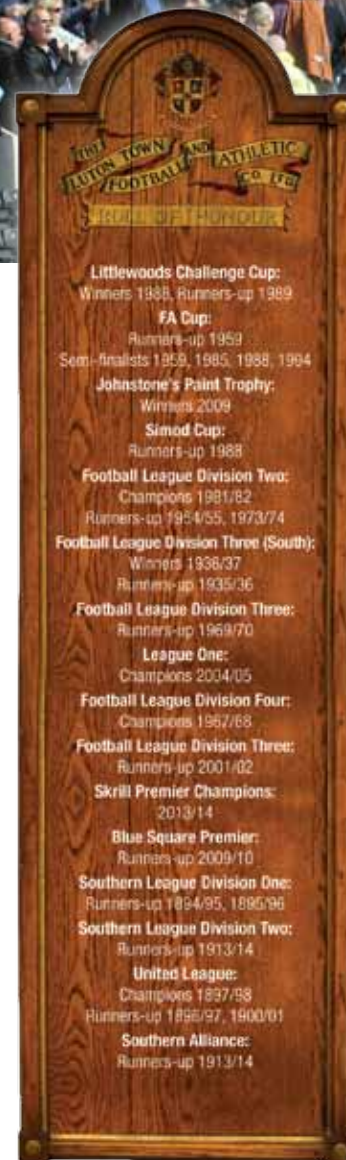 THE
LUTON TOWN AND ATHLETIC
FOOTBALL CO. LTD
ROLL OF HONOUR
Littlewoods Challenge Cup:
Winners 1988, Runners-up 1989
FA Cup:
Runners-up 1959
Semi-finalists 1959, 1985, 1988, 1994
Johnstone's Paint Trophy:
Winners 2009
Simod Cup:
Runners-up 1988
Football League Division Two:
Champions 1981/82
Runners-up 1954/55, 1973/74
Football League Division Three (South):
Winners 1936/37
Runners-up 1935/36
Football League Division Three:
Runners-up 1969/70
League One:
Champions 2004/05
Football League Division Four:
Champions 1967/68
Football League Division Three:
Runners-up 2001/02
Skrill Premier Champions:
2013/14
Blue Square Premier:
Runners-up 2009/10
Southern League Division One:
Runners-up 1894/95, 1895/96
Southern League Division Two:
Runners-up 1913/14
United League:
Champions 1897/98
Runners-up 1896/97, 1900/01
Southern Alliance:
Runners-up 1913/14